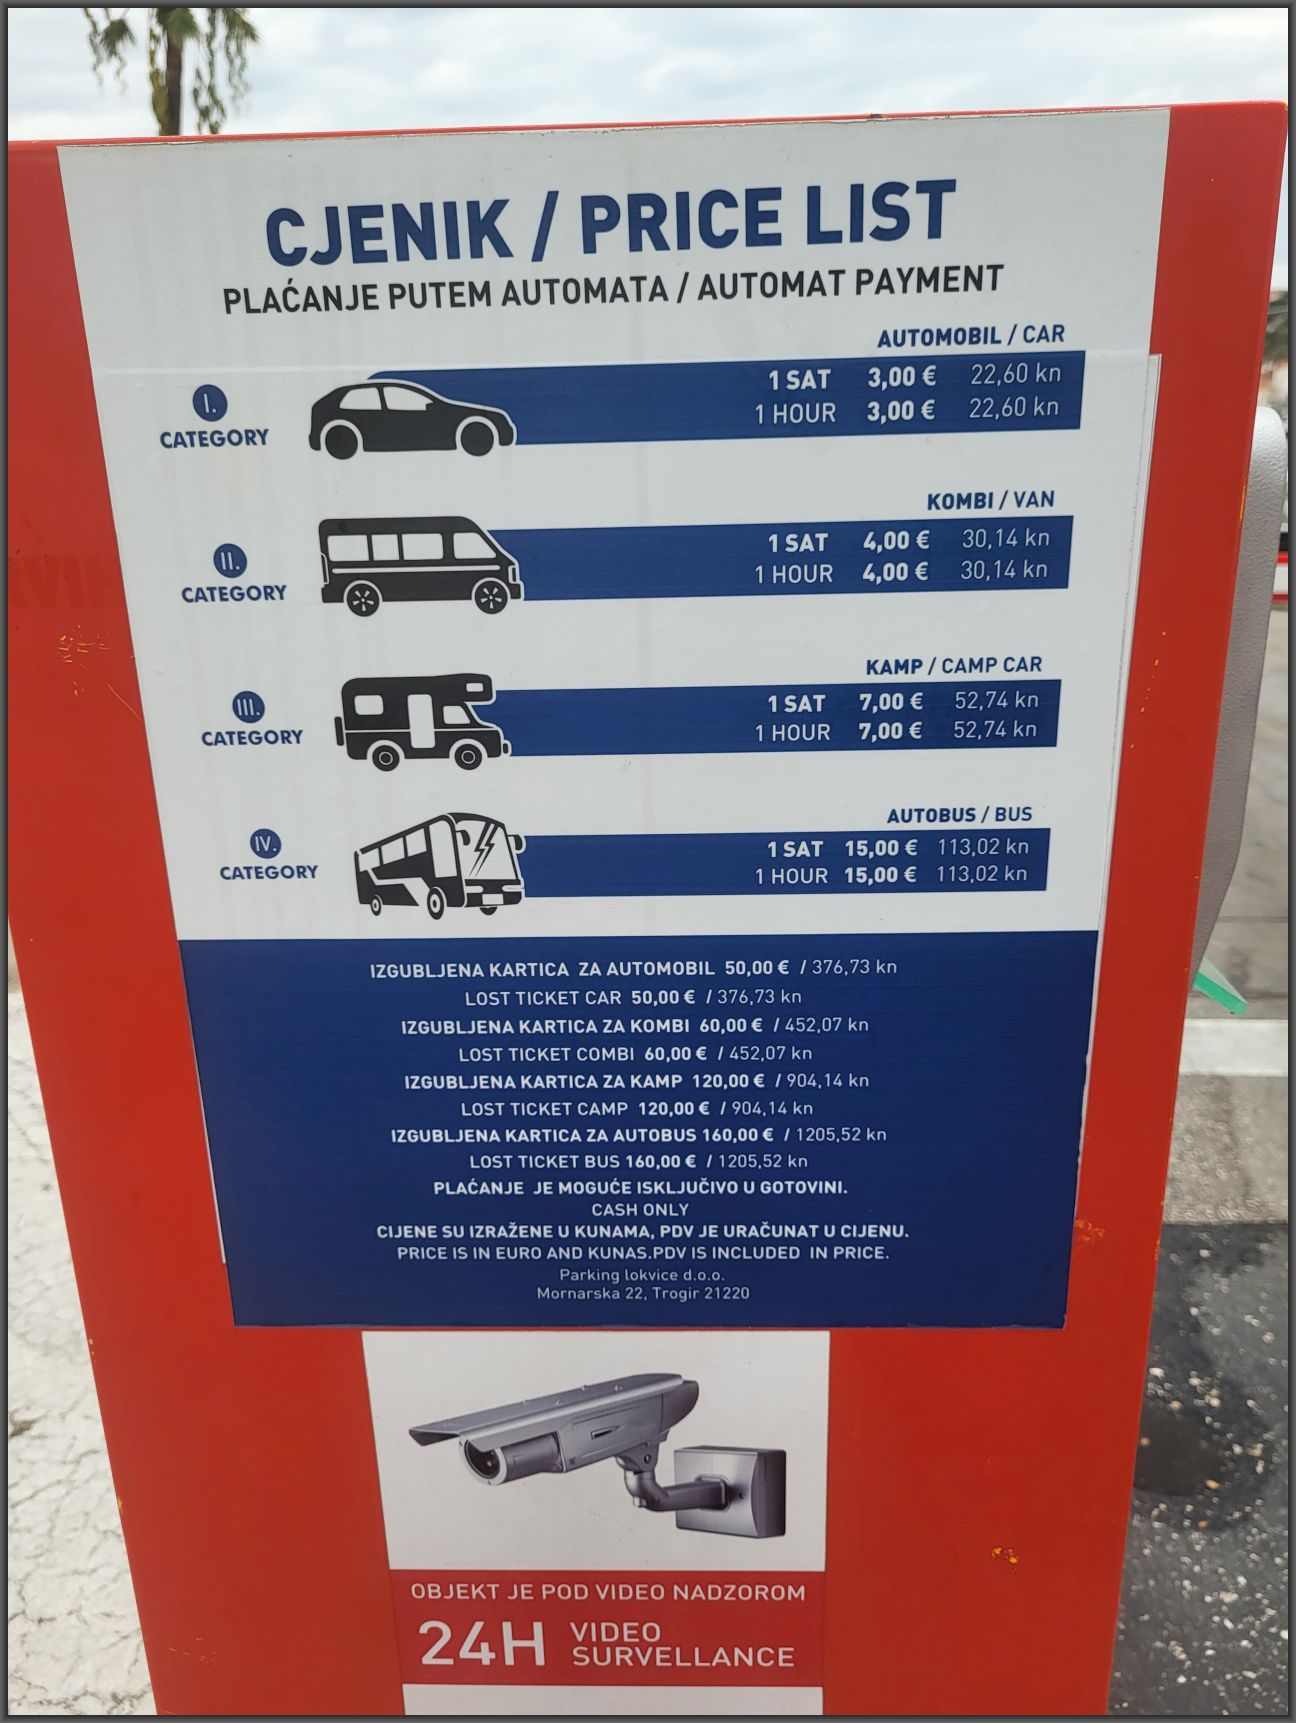 CJENIK / PRICE LIST
PLAĆANJE PUTEM AUTOMATA / AUTOMAT PAYMENT
AUTOMOBIL / CAR
I.
CATEGORY
1 SAT 3,00 € 22,60 kn
1 HOUR 3,00 € 22,60 kn
KOMBI / VAN
II.
CATEGORY
1 SAT 4,00 € 30,14 kn
1 HOUR 4,00 € 30,14 kn
KAMP / CAMP CAR
III.
CATEGORY
1 SAT 7,00 € 52,74 kn
1 HOUR 7,00 € 52,74 kn
AUTOBUS / BUS
IV.
CATEGORY
1 SAT 15,00 € 113,02 kn
1 HOUR 15,00 € 113,02 kn
IZGUBLJENA KARTICA ZA AUTOMOBIL 50,00 € / 376,73 kn
LOST TICKET CAR 50,00 € / 376,73 kn
IZGUBLJENA KARTICA ZA KOMBI 60,00 € / 452,07 kn
LOST TICKET COMBI 60,00 € / 452,07 kn
IZGUBLJENA KARTICA ZA KAMP 120,00 € / 904,14 kn
LOST TICKET CAMP 120,00 € / 904,14 kn
IZGUBLJENA KARTICA ZA AUTOBUS 160,00 € / 1205,52 kn
LOST TICKET BUS 160,00 € / 1205,52 kn
PLAĆANJE JE MOGUĆE ISKLJUČIVO U GOTOVINI.
CASH ONLY
CIJENE SU IZRAŽENE U KUNAMA, PDV JE URAČUNAT U CIJENU.
PRICE IS IN EURO AND KUNAS.PDV IS INCLUDED IN PRICE.
Parking lokvice d.o.o.
Mornarska 22, Trogir 21220
OBJEKT JE POD VIDEO NADZOROM
24H VIDEO
SURVELLANCE